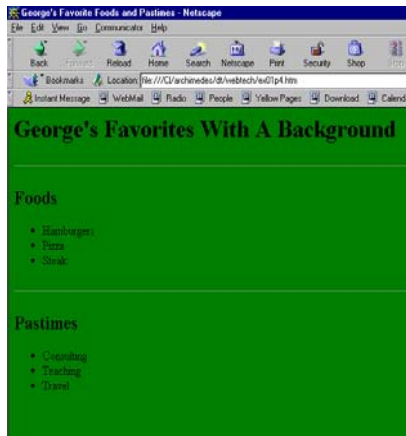 George's Favorite Foods and Pastimes - Netscape
File Edit View Go Communicator Help
Back Forward Reload Home Search Netscape Print Security Shop Stop
Bookmarks Location: file:///C|/archimedes/dt/webtech/ex01p4.htm
Instant Message WebMail Radio People Yellow Pages Download Calend
George's Favorites With A Background
Foods
• Hamburgers
• Pizza
• Steak
Pastimes
• Consulting
• Teaching
• Travel